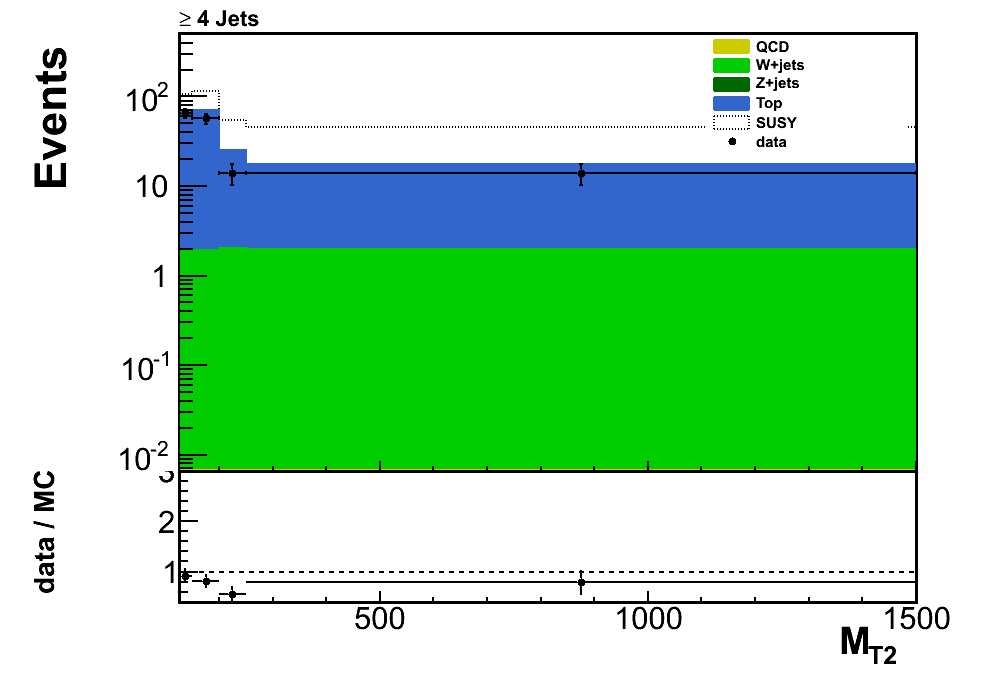 ≥ 4 Jets
Events
10²
10
1
10⁻¹
10⁻²
QCD
W+jets
Z+jets
Top
SUSY
data
data / MC
3
2
1
500
1000
1500
M_T2